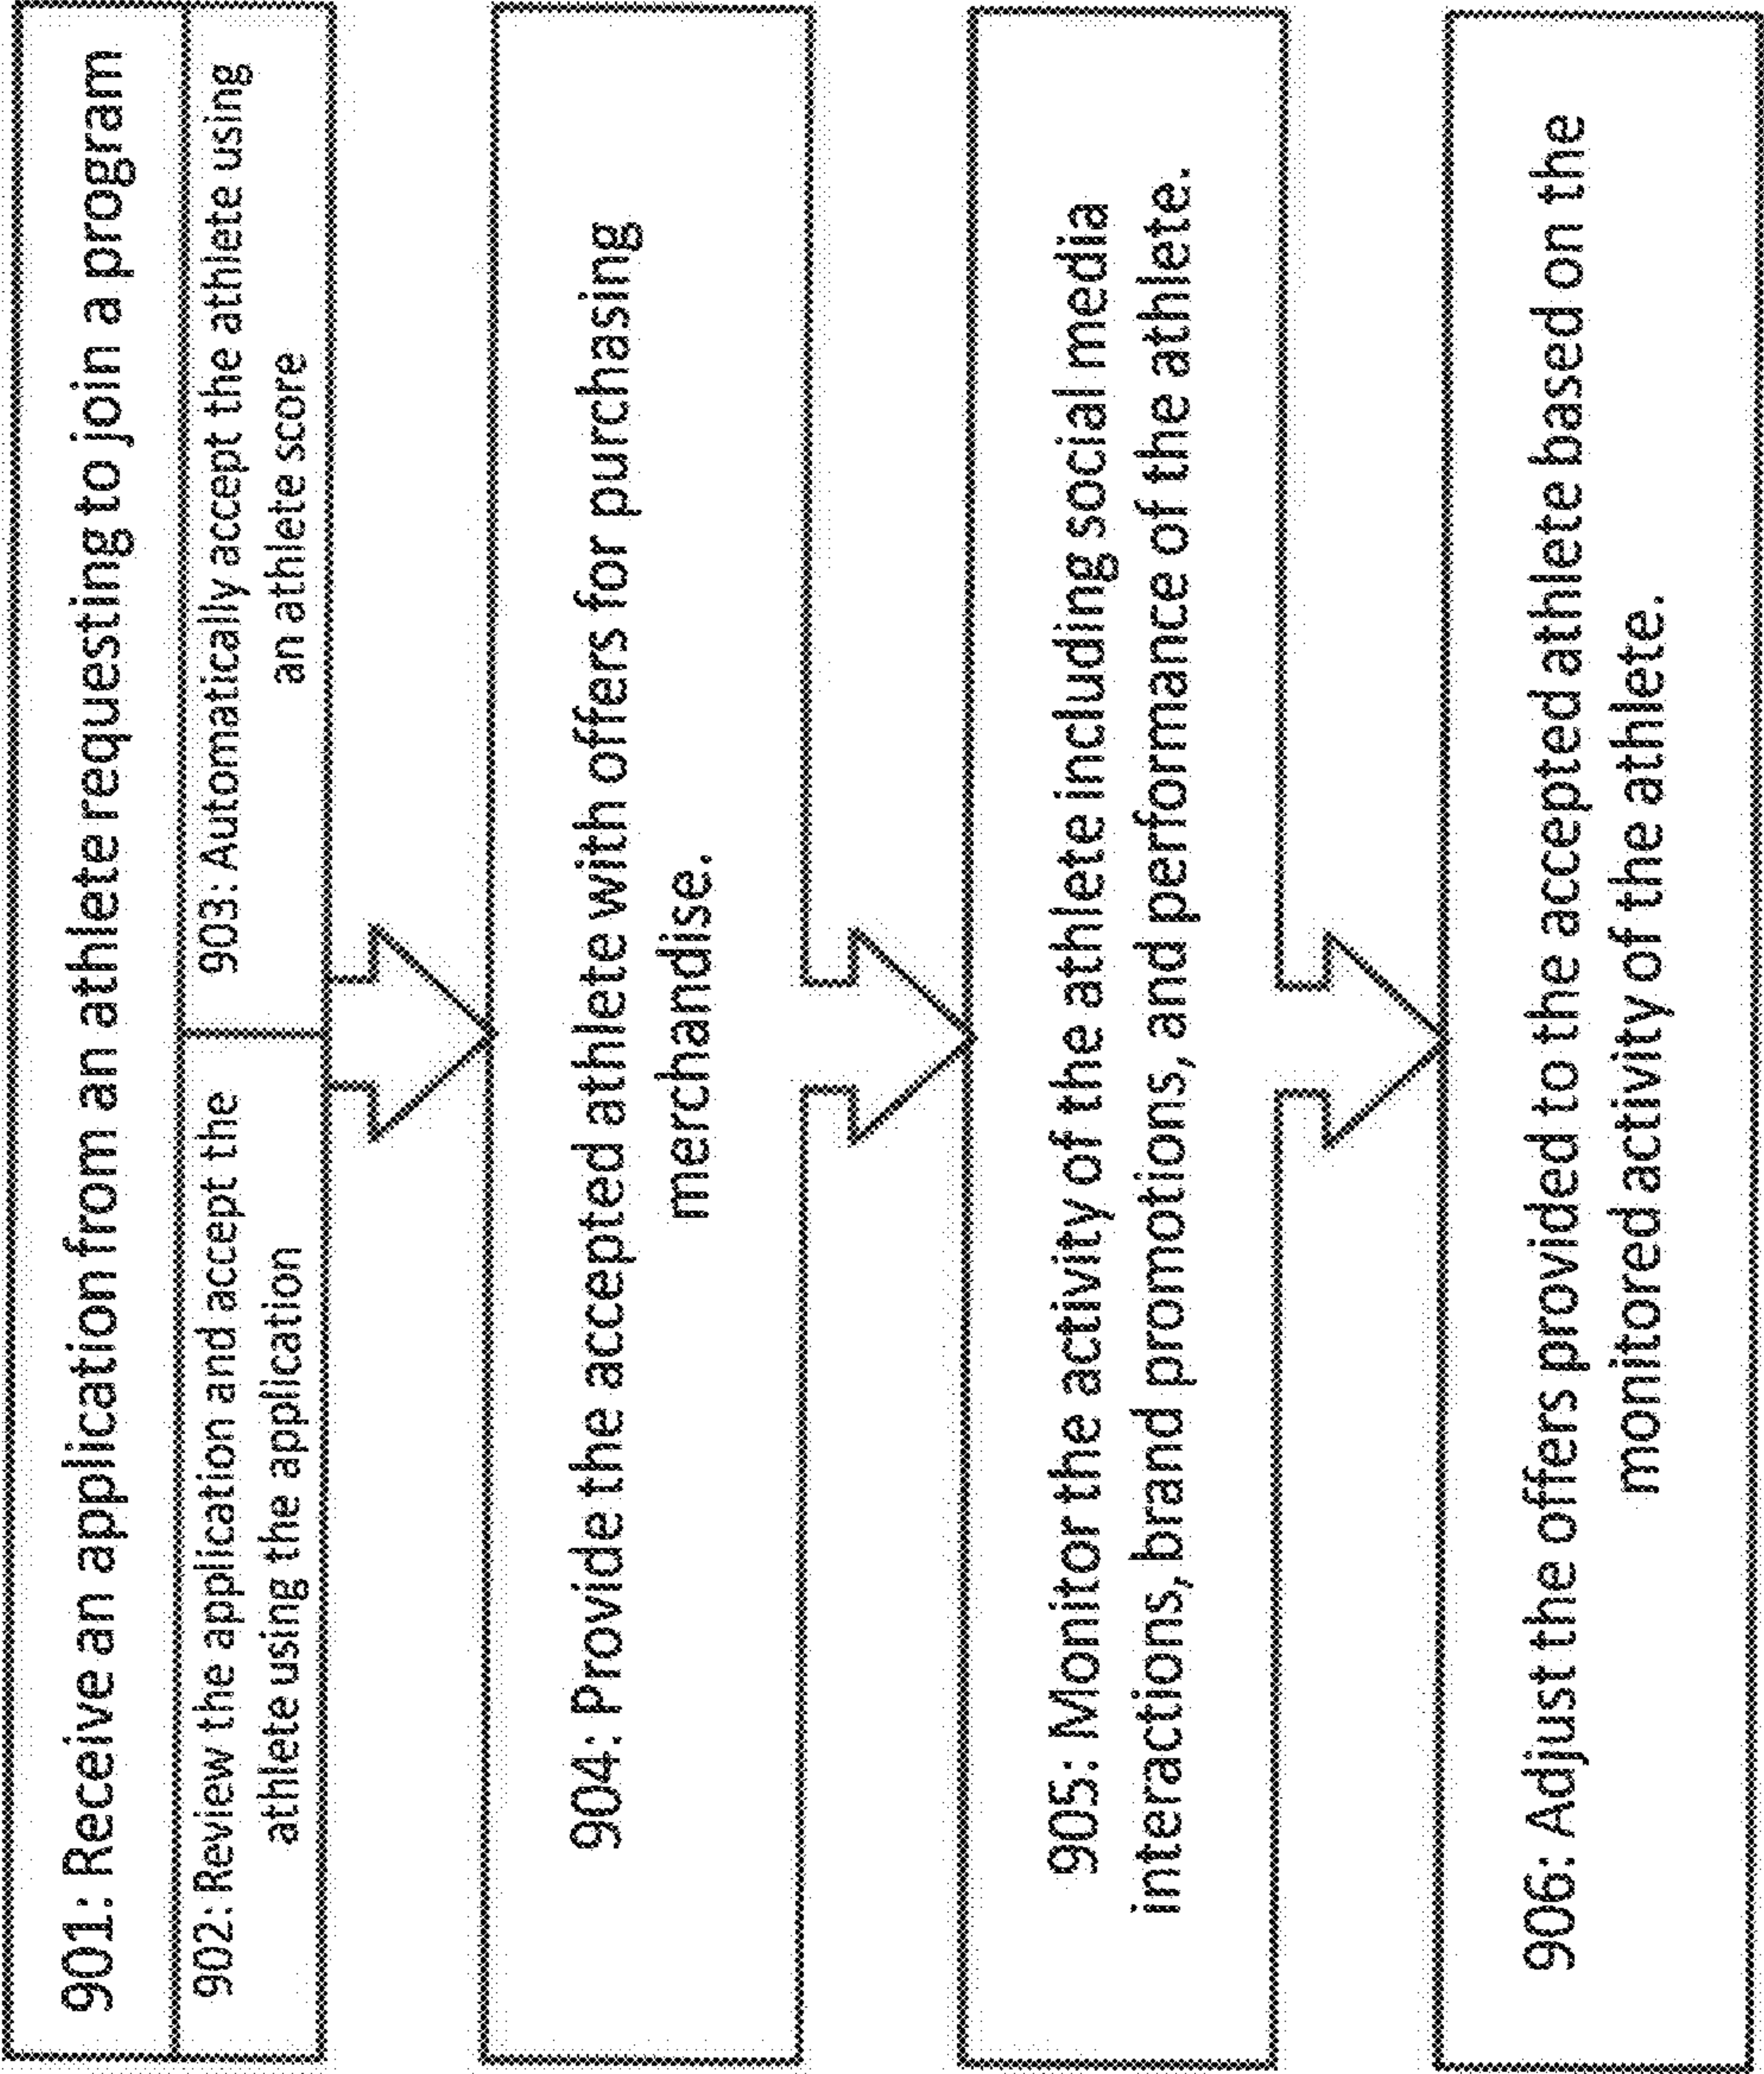 901: Receive an application from an athlete requesting to join a program
902: Review the application and accept the
athlete using the application
903: Automatically accept the athlete using
an athlete score
904: Provide the accepted athlete with offers for purchasing
merchandise.
905: Monitor the activity of the athlete including social media
interactions, brand promotions, and performance of the athlete.
906: Adjust the offers provided to the accepted athlete based on the
monitored activity of the athlete.